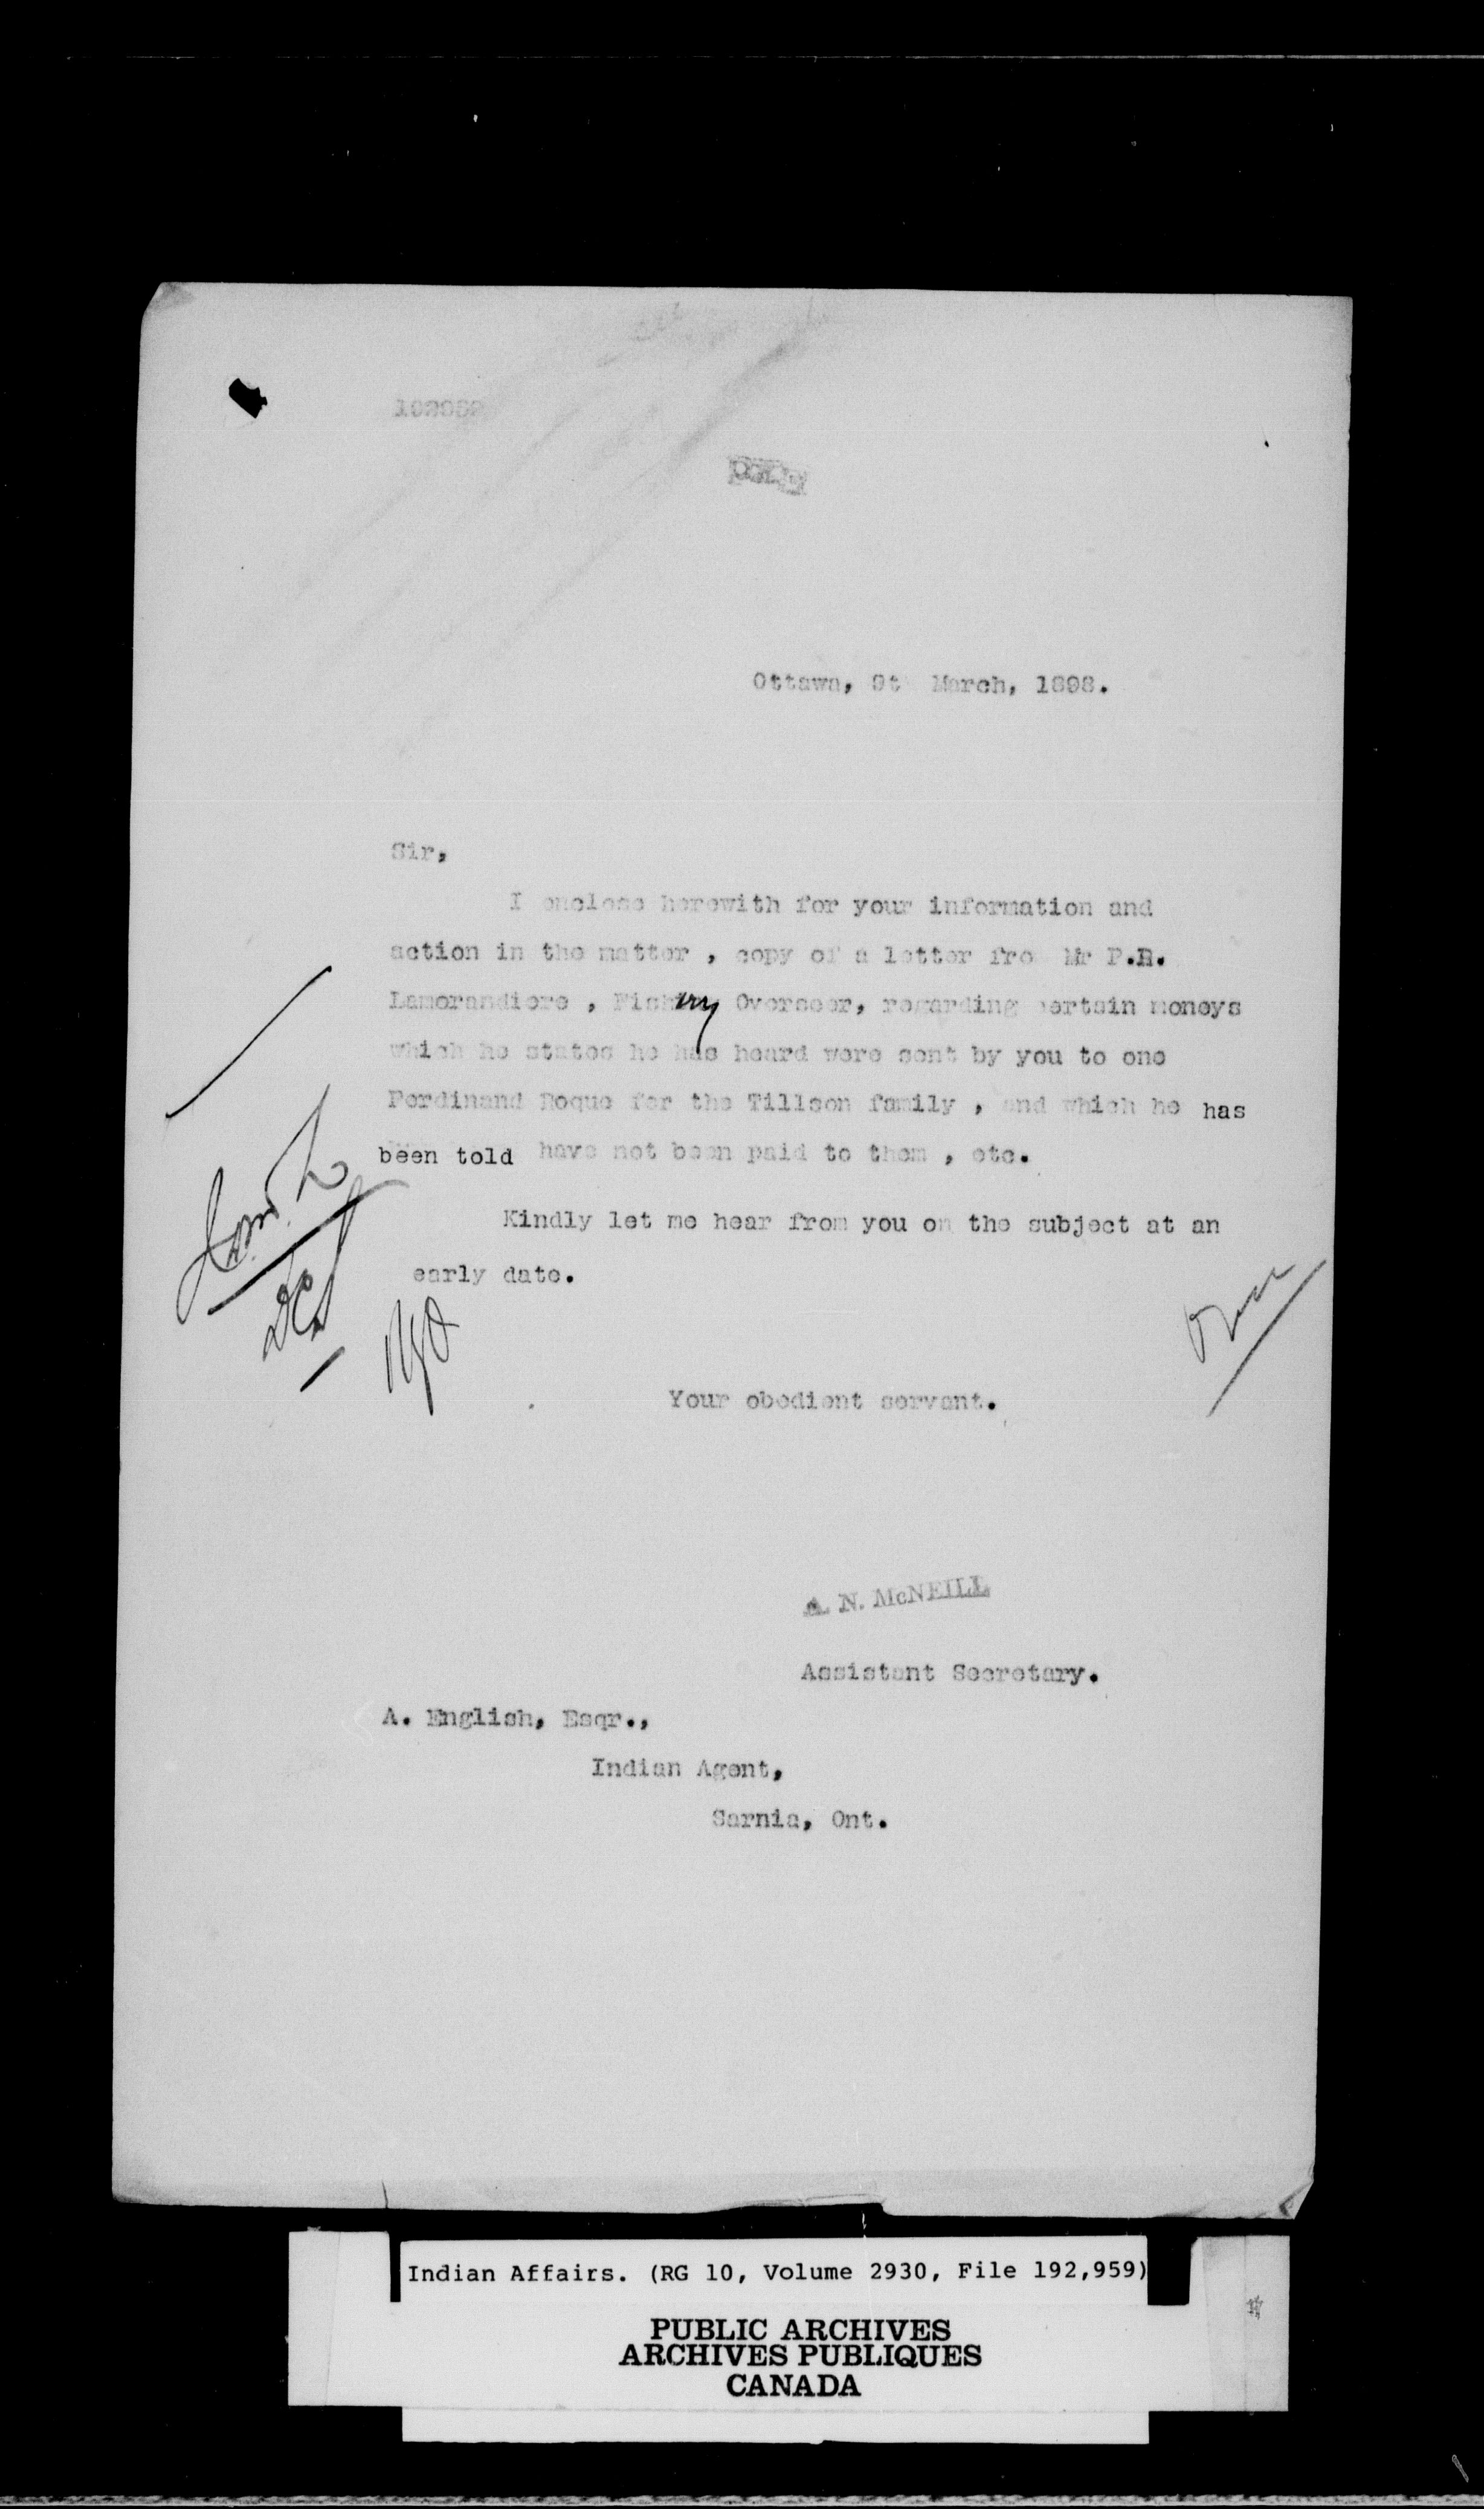 Ottawa, 9t March, 1898.
Sir,
I enclose herewith for your information and
action in the matter , copy of a letter fro Mr P.R.
Lamorandiere , Fishery Overseer, regarding certain moneys
which he states he has heard were sent by you to one
Ferdinand Roque for the Tillson family , and which he has
been told have not been paid to them , etc.
Kindly let me hear from you on the subject at an
early date.
Your obedient servant.
A. N. McNEILL
Assistant Secretary.
A. English, Esqr.,
Indian Agent,
Sarnia, Ont.
Indian Affairs. (RG 10, Volume 2930, File 192,959)
PUBLIC ARCHIVES
ARCHIVES PUBLIQUES
CANADA